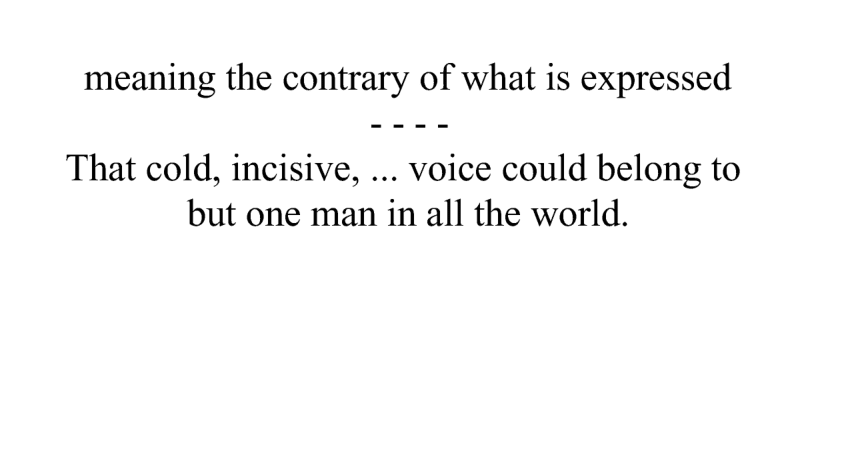 meaning the contrary of what is expressed
- - - -
That cold, incisive, ... voice could belong to
but one man in all the world.